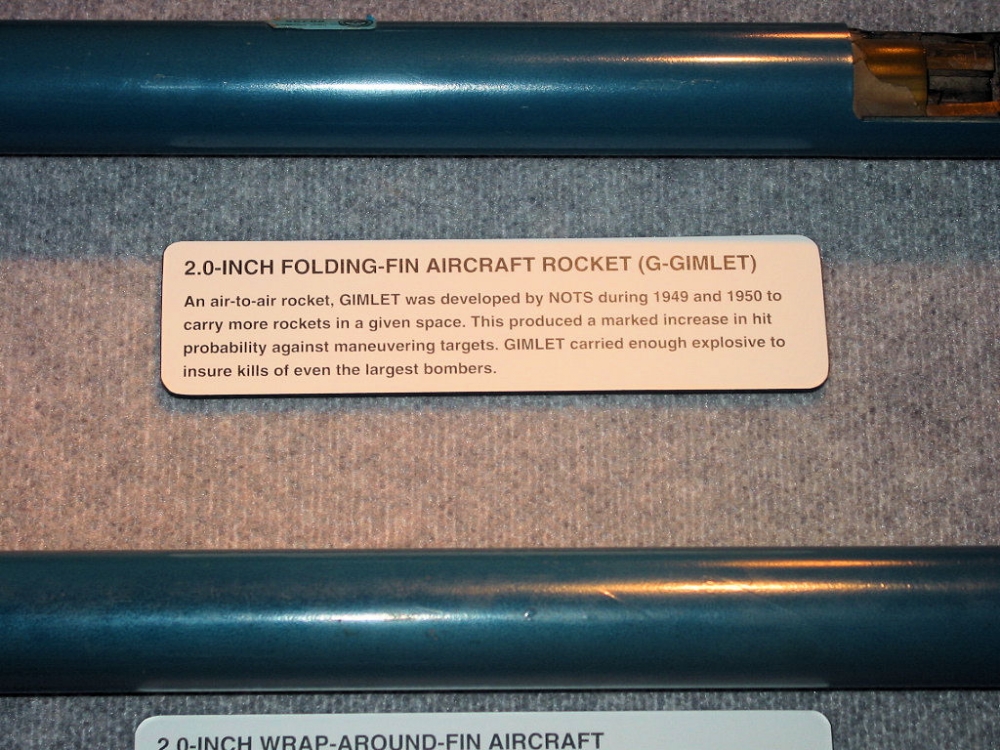 2.0-INCH FOLDING-FIN AIRCRAFT ROCKET (G-GIMLET)
An air-to-air rocket, GIMLET was developed by NOTS during 1949 and 1950 to
carry more rockets in a given space. This produced a marked increase in hit
probability against maneuvering targets. GIMLET carried enough explosive to
insure kills of even the largest bombers.
2.0-INCH WRAP-AROUND-FIN AIRCRAFT